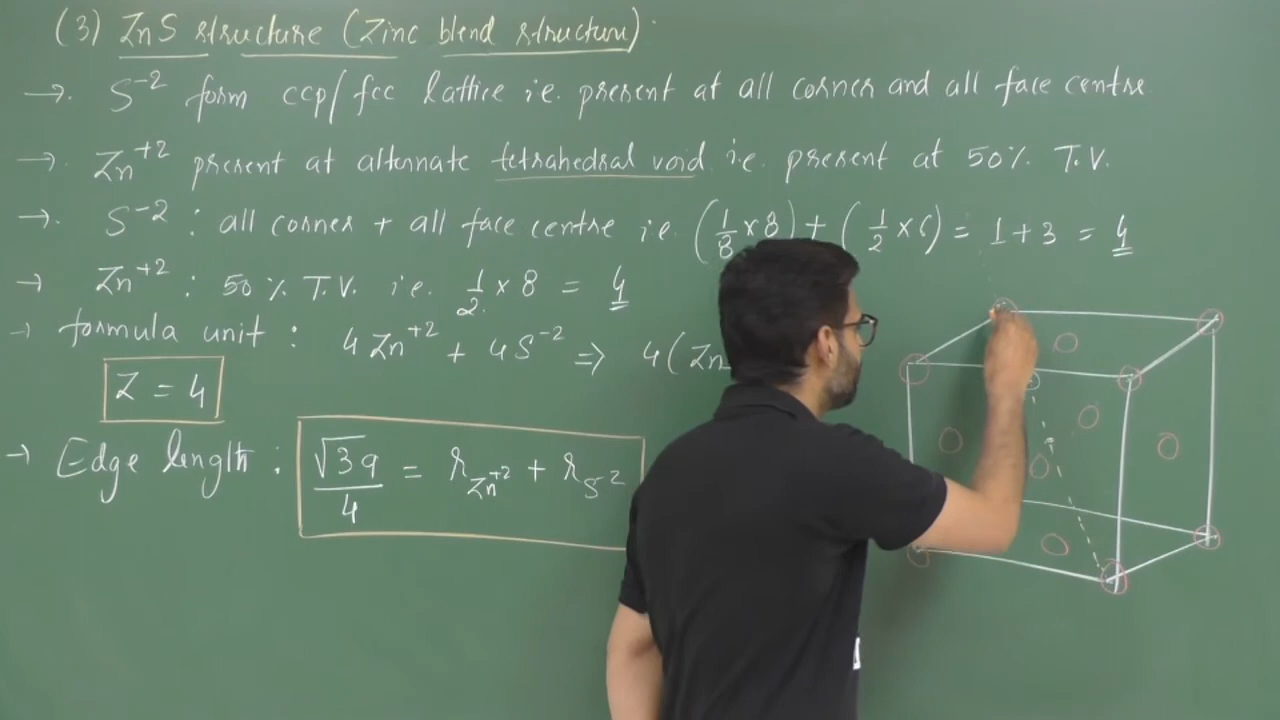 (3) ZnS structure (Zinc blend structure)
→. S⁻² form ccp/fcc lattice i.e. present at all corner and all face centre
→. Zn⁺² present at alternate tetrahedral void i.e. present at 50% T.V.
→. S⁻² : all corner + all face centre i.e. (1/8 × 8) + (1/2 × 6) = 1 + 3 = 4
→ Zn⁺² : 50% T.V. i.e. 1/2 × 8 = 4
→ formula unit : 4 Zn⁺² + 4 S⁻² ⇒ 4(Zn
Z = 4
→ Edge length : √3a/4 = r_Zn⁺² + r_S⁻²